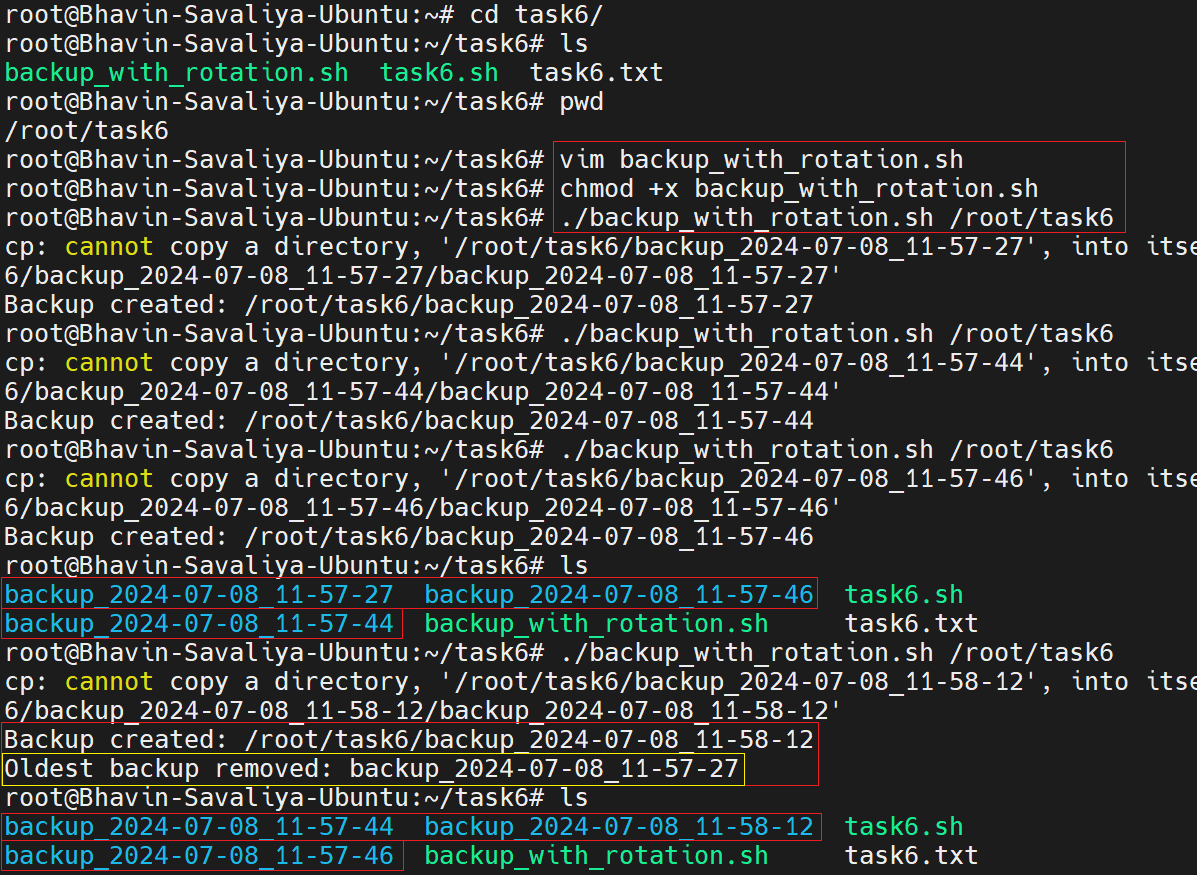 root@Bhavin-Savaliya-Ubuntu:~# cd task6/
root@Bhavin-Savaliya-Ubuntu:~/task6# ls
backup_with_rotation.sh  task6.sh  task6.txt
root@Bhavin-Savaliya-Ubuntu:~/task6# pwd
/root/task6
root@Bhavin-Savaliya-Ubuntu:~/task6# vim backup_with_rotation.sh
root@Bhavin-Savaliya-Ubuntu:~/task6# chmod +x backup_with_rotation.sh
root@Bhavin-Savaliya-Ubuntu:~/task6# ./backup_with_rotation.sh /root/task6
cp: cannot copy a directory, '/root/task6/backup_2024-07-08_11-57-27', into itse
6/backup_2024-07-08_11-57-27/backup_2024-07-08_11-57-27'
Backup created: /root/task6/backup_2024-07-08_11-57-27
root@Bhavin-Savaliya-Ubuntu:~/task6# ./backup_with_rotation.sh /root/task6
cp: cannot copy a directory, '/root/task6/backup_2024-07-08_11-57-44', into itse
6/backup_2024-07-08_11-57-44/backup_2024-07-08_11-57-44'
Backup created: /root/task6/backup_2024-07-08_11-57-44
root@Bhavin-Savaliya-Ubuntu:~/task6# ./backup_with_rotation.sh /root/task6
cp: cannot copy a directory, '/root/task6/backup_2024-07-08_11-57-46', into itse
6/backup_2024-07-08_11-57-46/backup_2024-07-08_11-57-46'
Backup created: /root/task6/backup_2024-07-08_11-57-46
root@Bhavin-Savaliya-Ubuntu:~/task6# ls
backup_2024-07-08_11-57-27  backup_2024-07-08_11-57-46  task6.sh
backup_2024-07-08_11-57-44  backup_with_rotation.sh     task6.txt
root@Bhavin-Savaliya-Ubuntu:~/task6# ./backup_with_rotation.sh /root/task6
cp: cannot copy a directory, '/root/task6/backup_2024-07-08_11-58-12', into itse
6/backup_2024-07-08_11-58-12/backup_2024-07-08_11-58-12'
Backup created: /root/task6/backup_2024-07-08_11-58-12
Oldest backup removed: backup_2024-07-08_11-57-27
root@Bhavin-Savaliya-Ubuntu:~/task6# ls
backup_2024-07-08_11-57-44  backup_2024-07-08_11-58-12  task6.sh
backup_2024-07-08_11-57-46  backup_with_rotation.sh     task6.txt